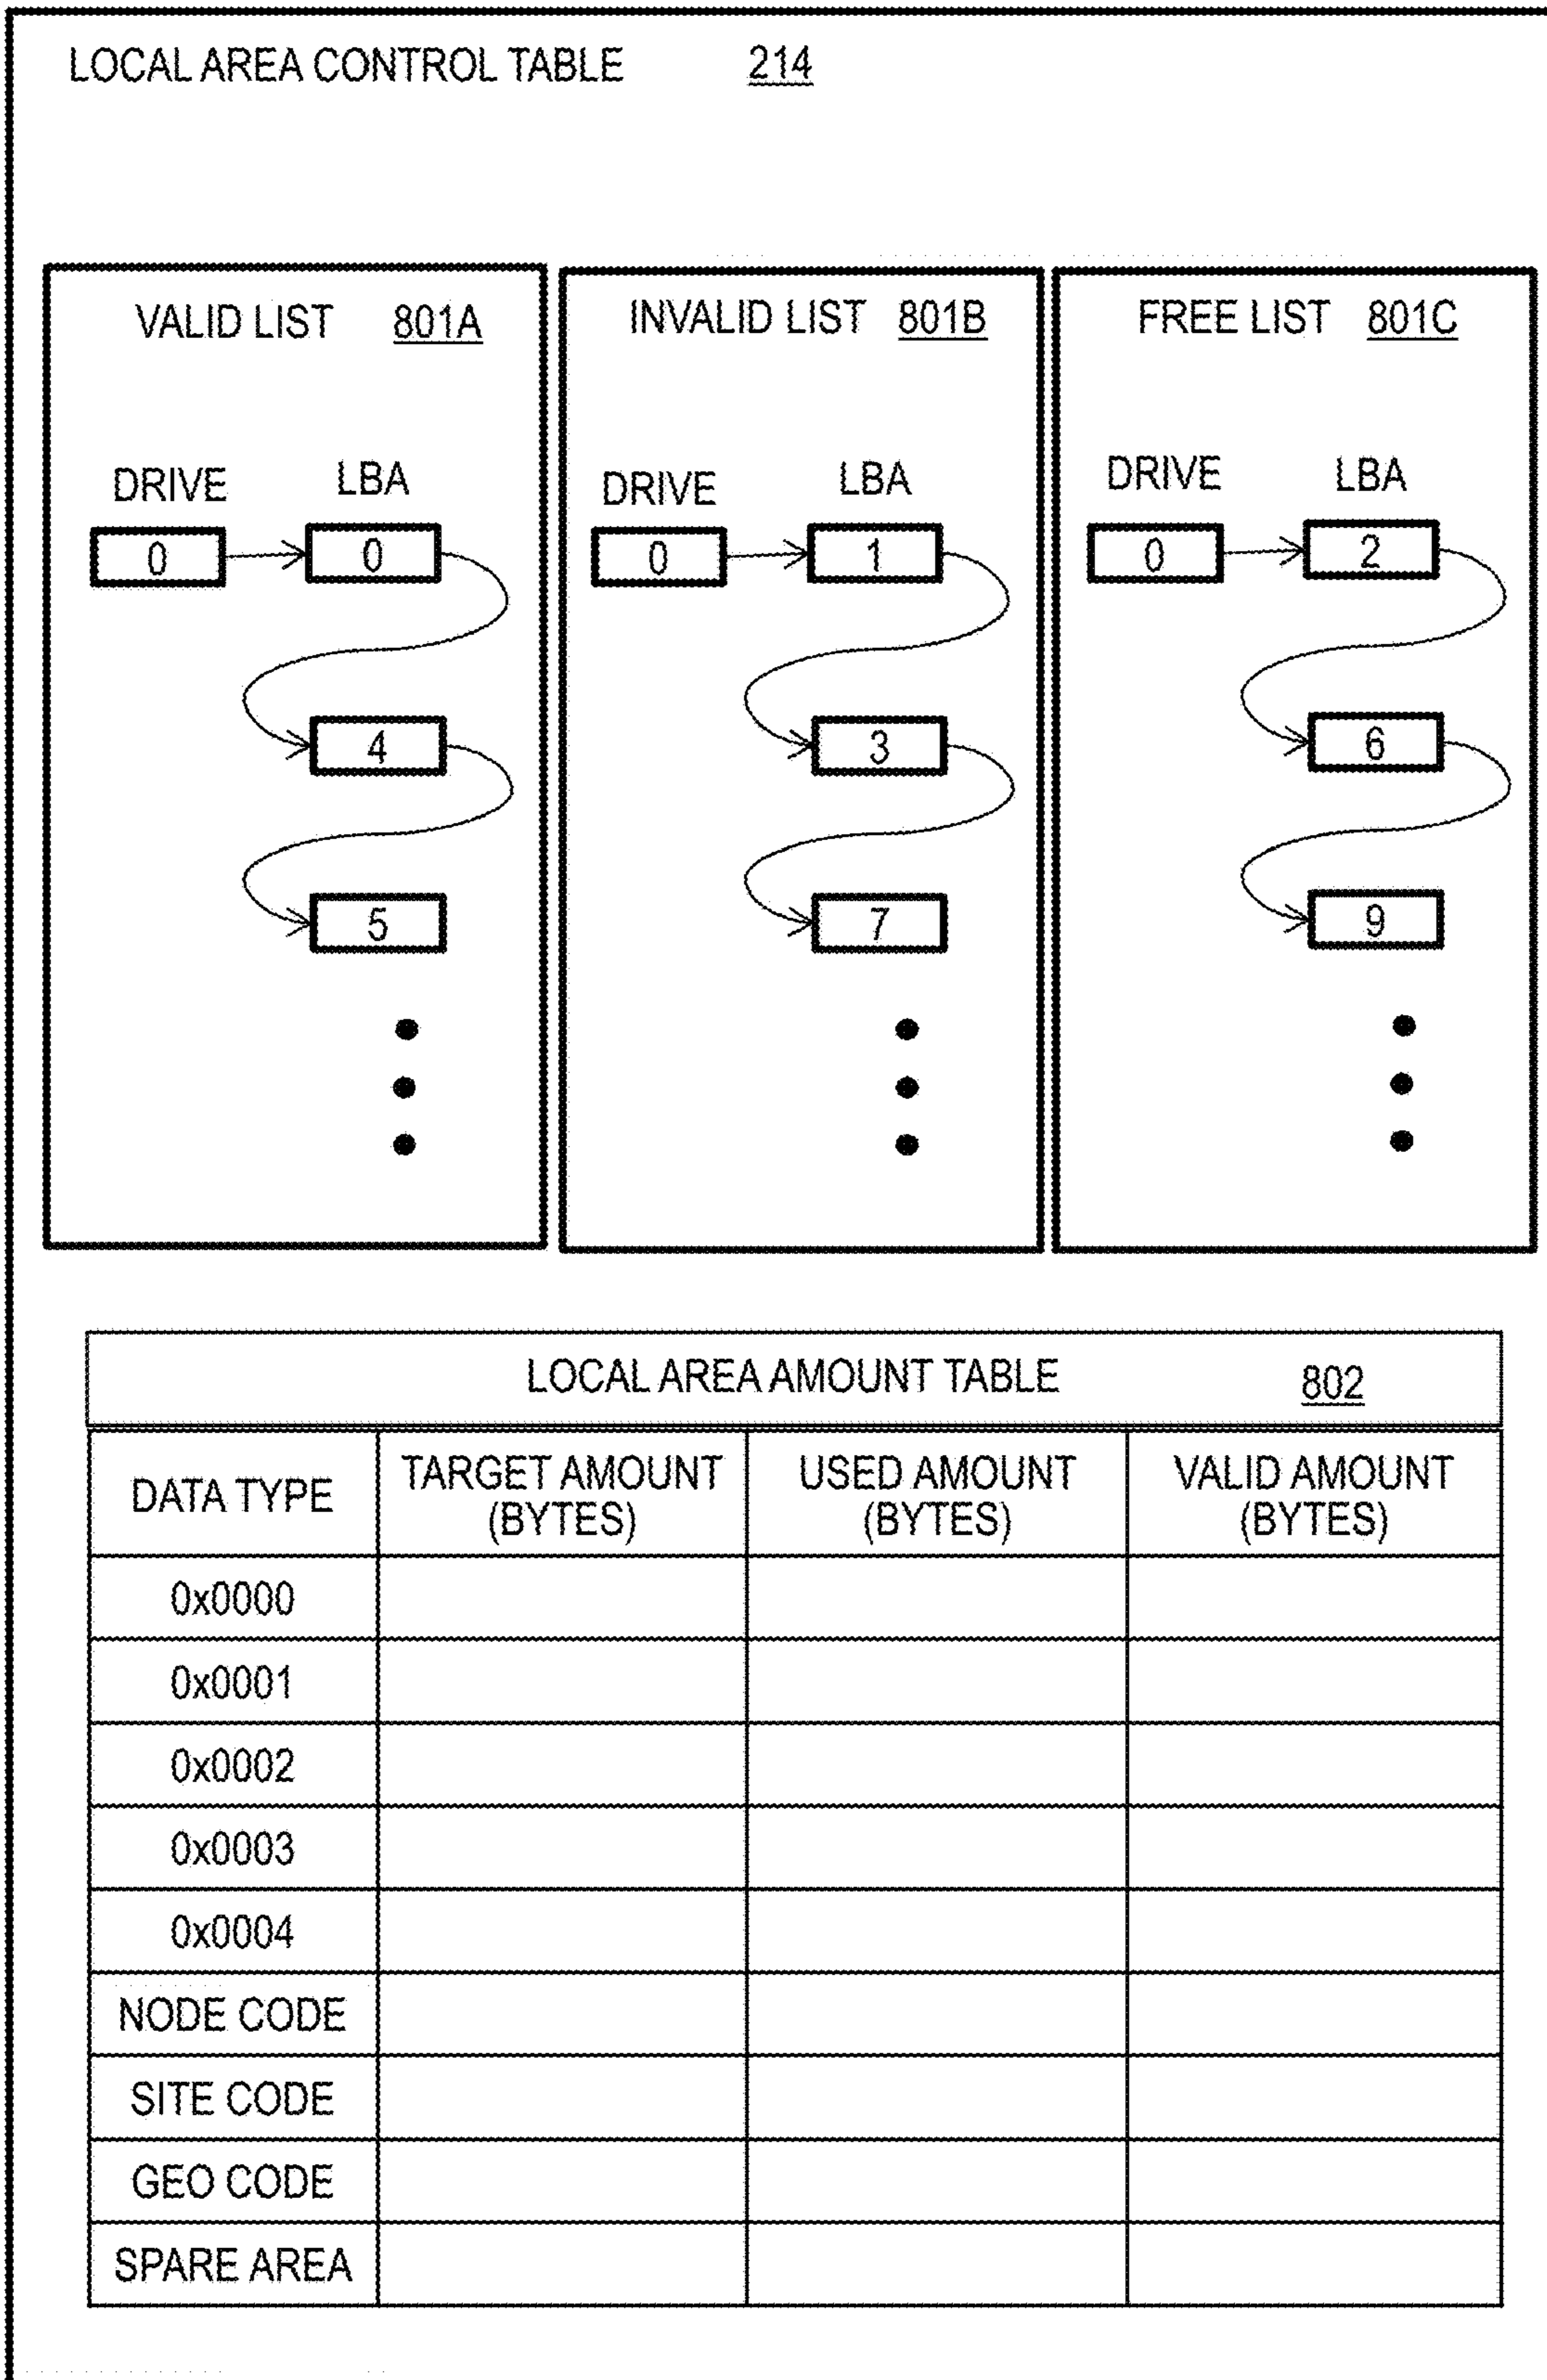 LOCAL AREA CONTROL TABLE 214
VALID LIST 801A
DRIVE LBA
0 0
4
5
INVALID LIST 801B
DRIVE LBA
0 1
3
7
FREE LIST 801C
DRIVE LBA
0 2
6
9
LOCAL AREA AMOUNT TABLE 802
DATA TYPE
TARGET AMOUNT
(BYTES)
USED AMOUNT
(BYTES)
VALID AMOUNT
(BYTES)
0x0000
0x0001
0x0002
0x0003
0x0004
NODE CODE
SITE CODE
GEO CODE
SPARE AREA